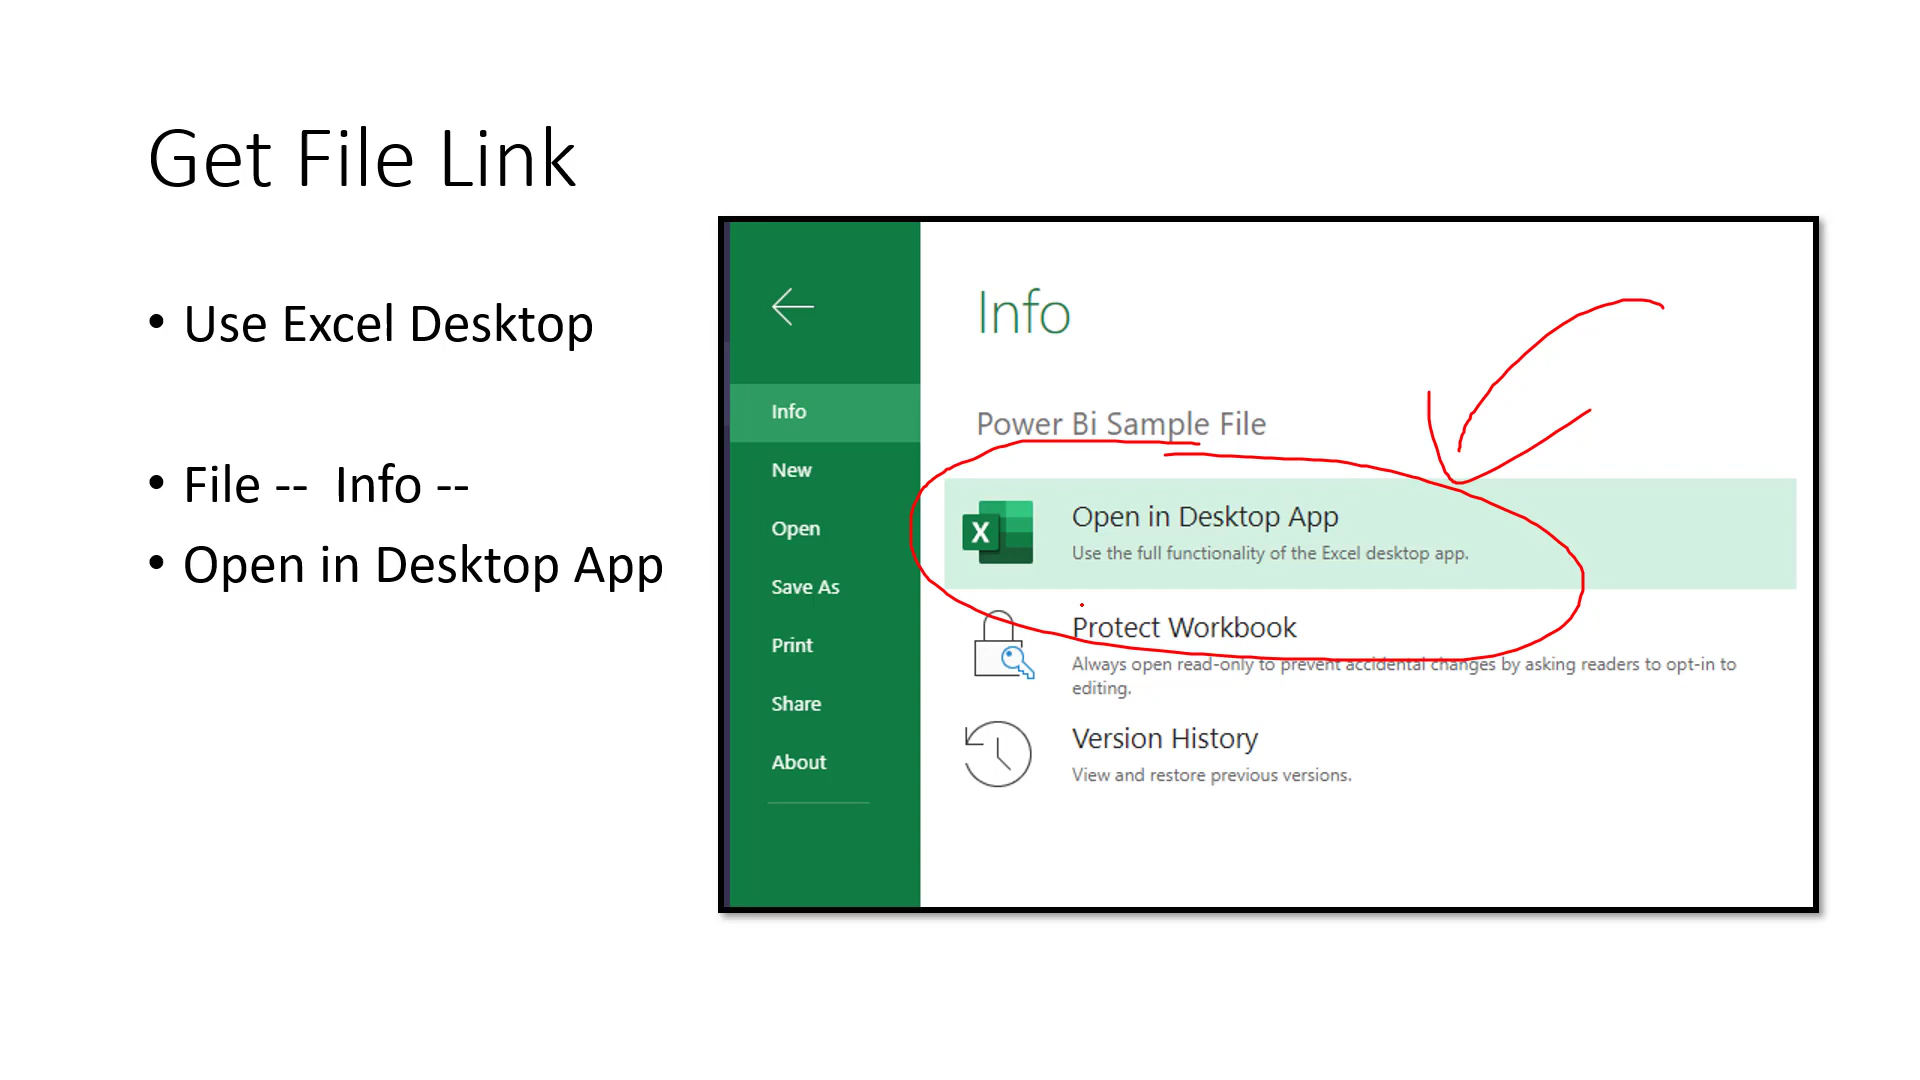 Get File Link
• Use Excel Desktop
• File --  Info --
• Open in Desktop App
Info
New
Open
Save As
Print
Share
About
Info
Power Bi Sample File
X
Open in Desktop App
Use the full functionality of the Excel desktop app.
Protect Workbook
Always open read-only to prevent accidental changes by asking readers to opt-in to
editing.
Version History
View and restore previous versions.